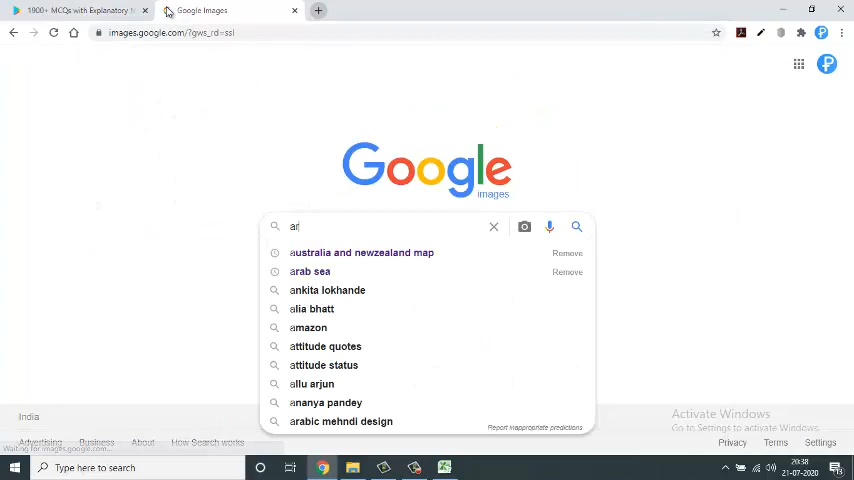 1900+ MCQs with Explanatory
Google Images
images.google.com/?gws_rd=ssl
Google
images
ar
australia and newzealand map
Remove
arab sea
Remove
ankita lokhande
alia bhatt
amazon
attitude quotes
attitude status
allu arjun
ananya pandey
arabic mehndi design
Report inappropriate predictions
India
Activate Windows
Go to Settings to activate Windows.
Advertising Business About How Search works
Privacy Terms Settings
Waiting for images.google.com...
Type here to search
20:38
21-07-2020